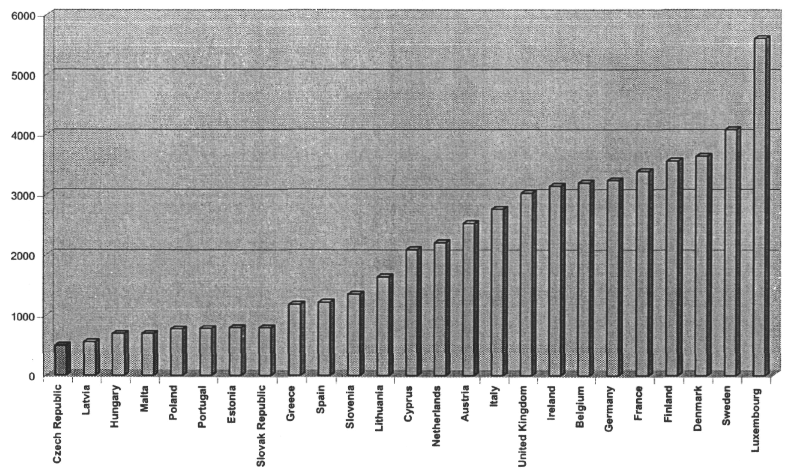 6000
5000
4000
3000
2000
1000
0
Czech Republic
Latvia
Hungary
Malta
Poland
Portugal
Estonia
Slovak Republic
Greece
Spain
Slovenia
Lithuania
Cyprus
Netherlands
Austria
Italy
United Kingdom
Ireland
Belgium
Germany
France
Finland
Denmark
Sweden
Luxembourg